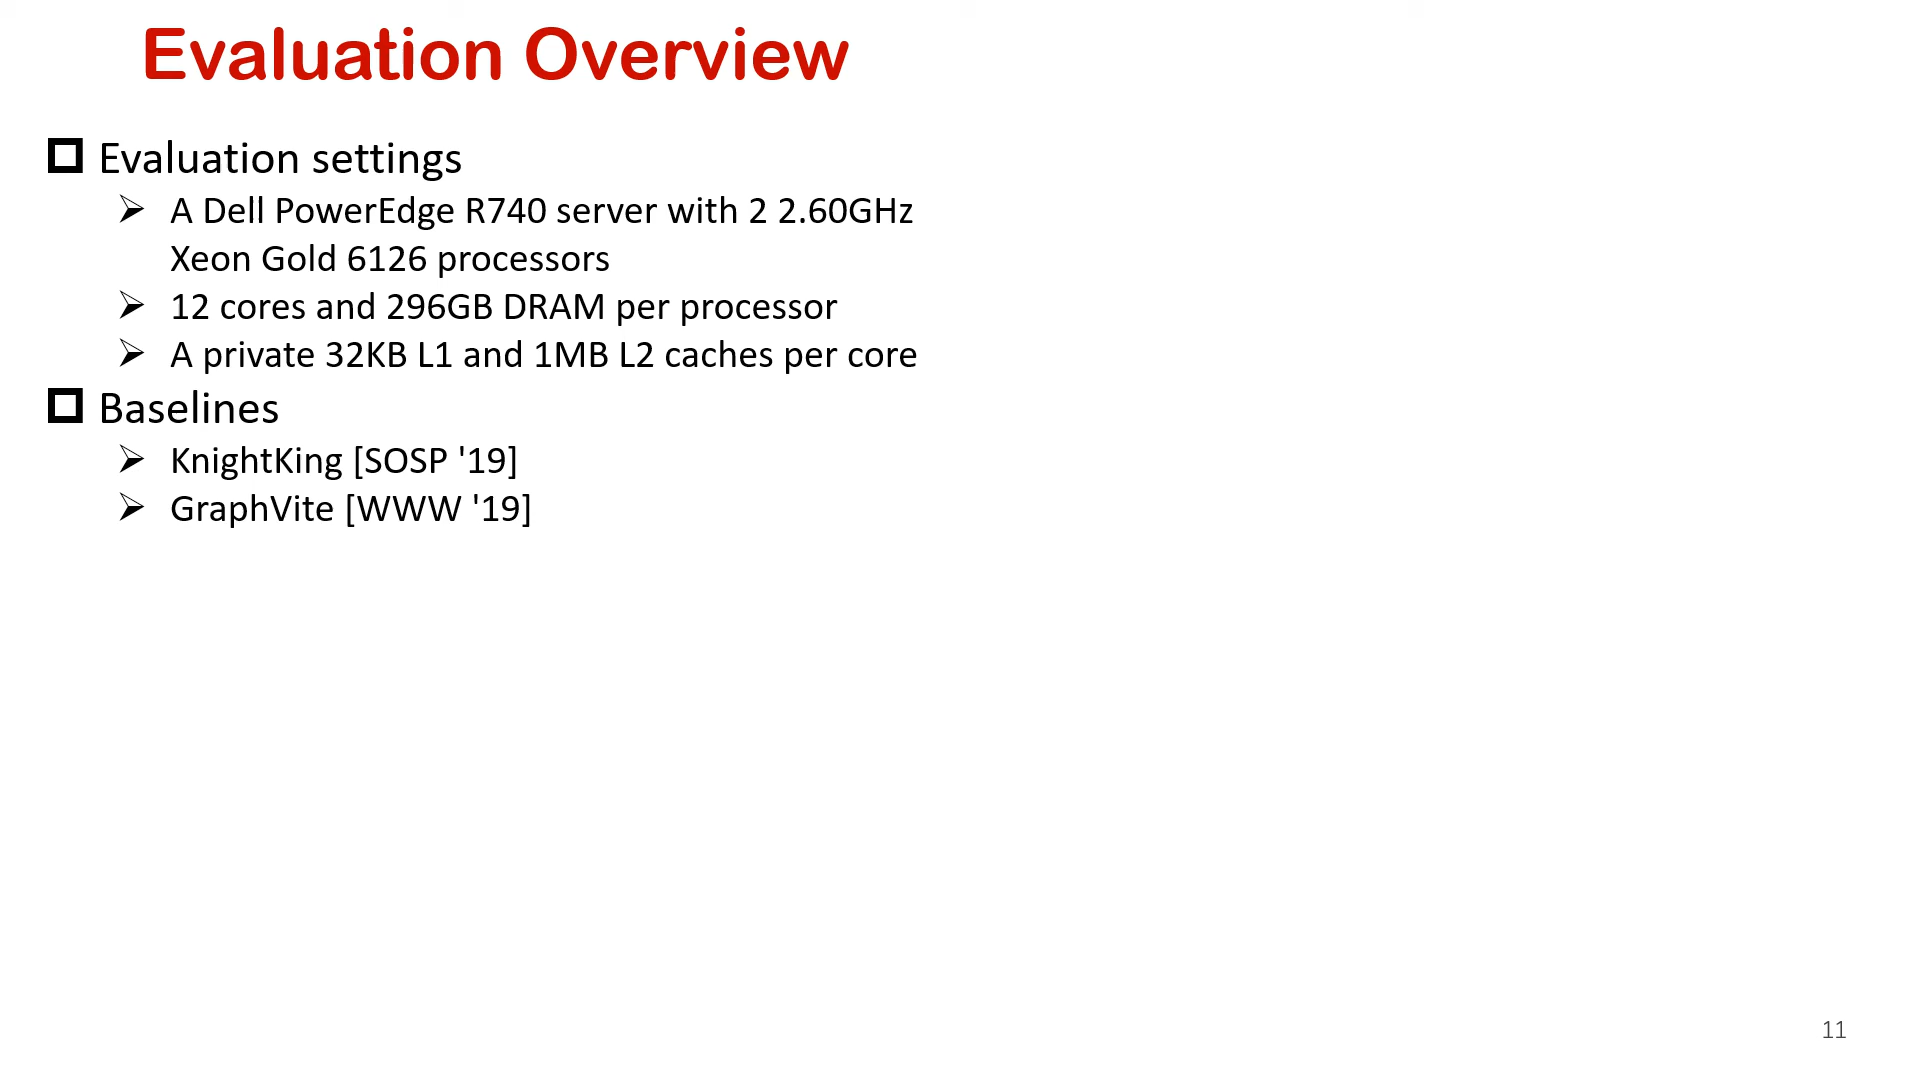 Evaluation Overview
Evaluation settings
A Dell PowerEdge R740 server with 2 2.60GHz
Xeon Gold 6126 processors
12 cores and 296GB DRAM per processor
A private 32KB L1 and 1MB L2 caches per core
Baselines
KnightKing [SOSP '19]
GraphVite [WWW '19]
11